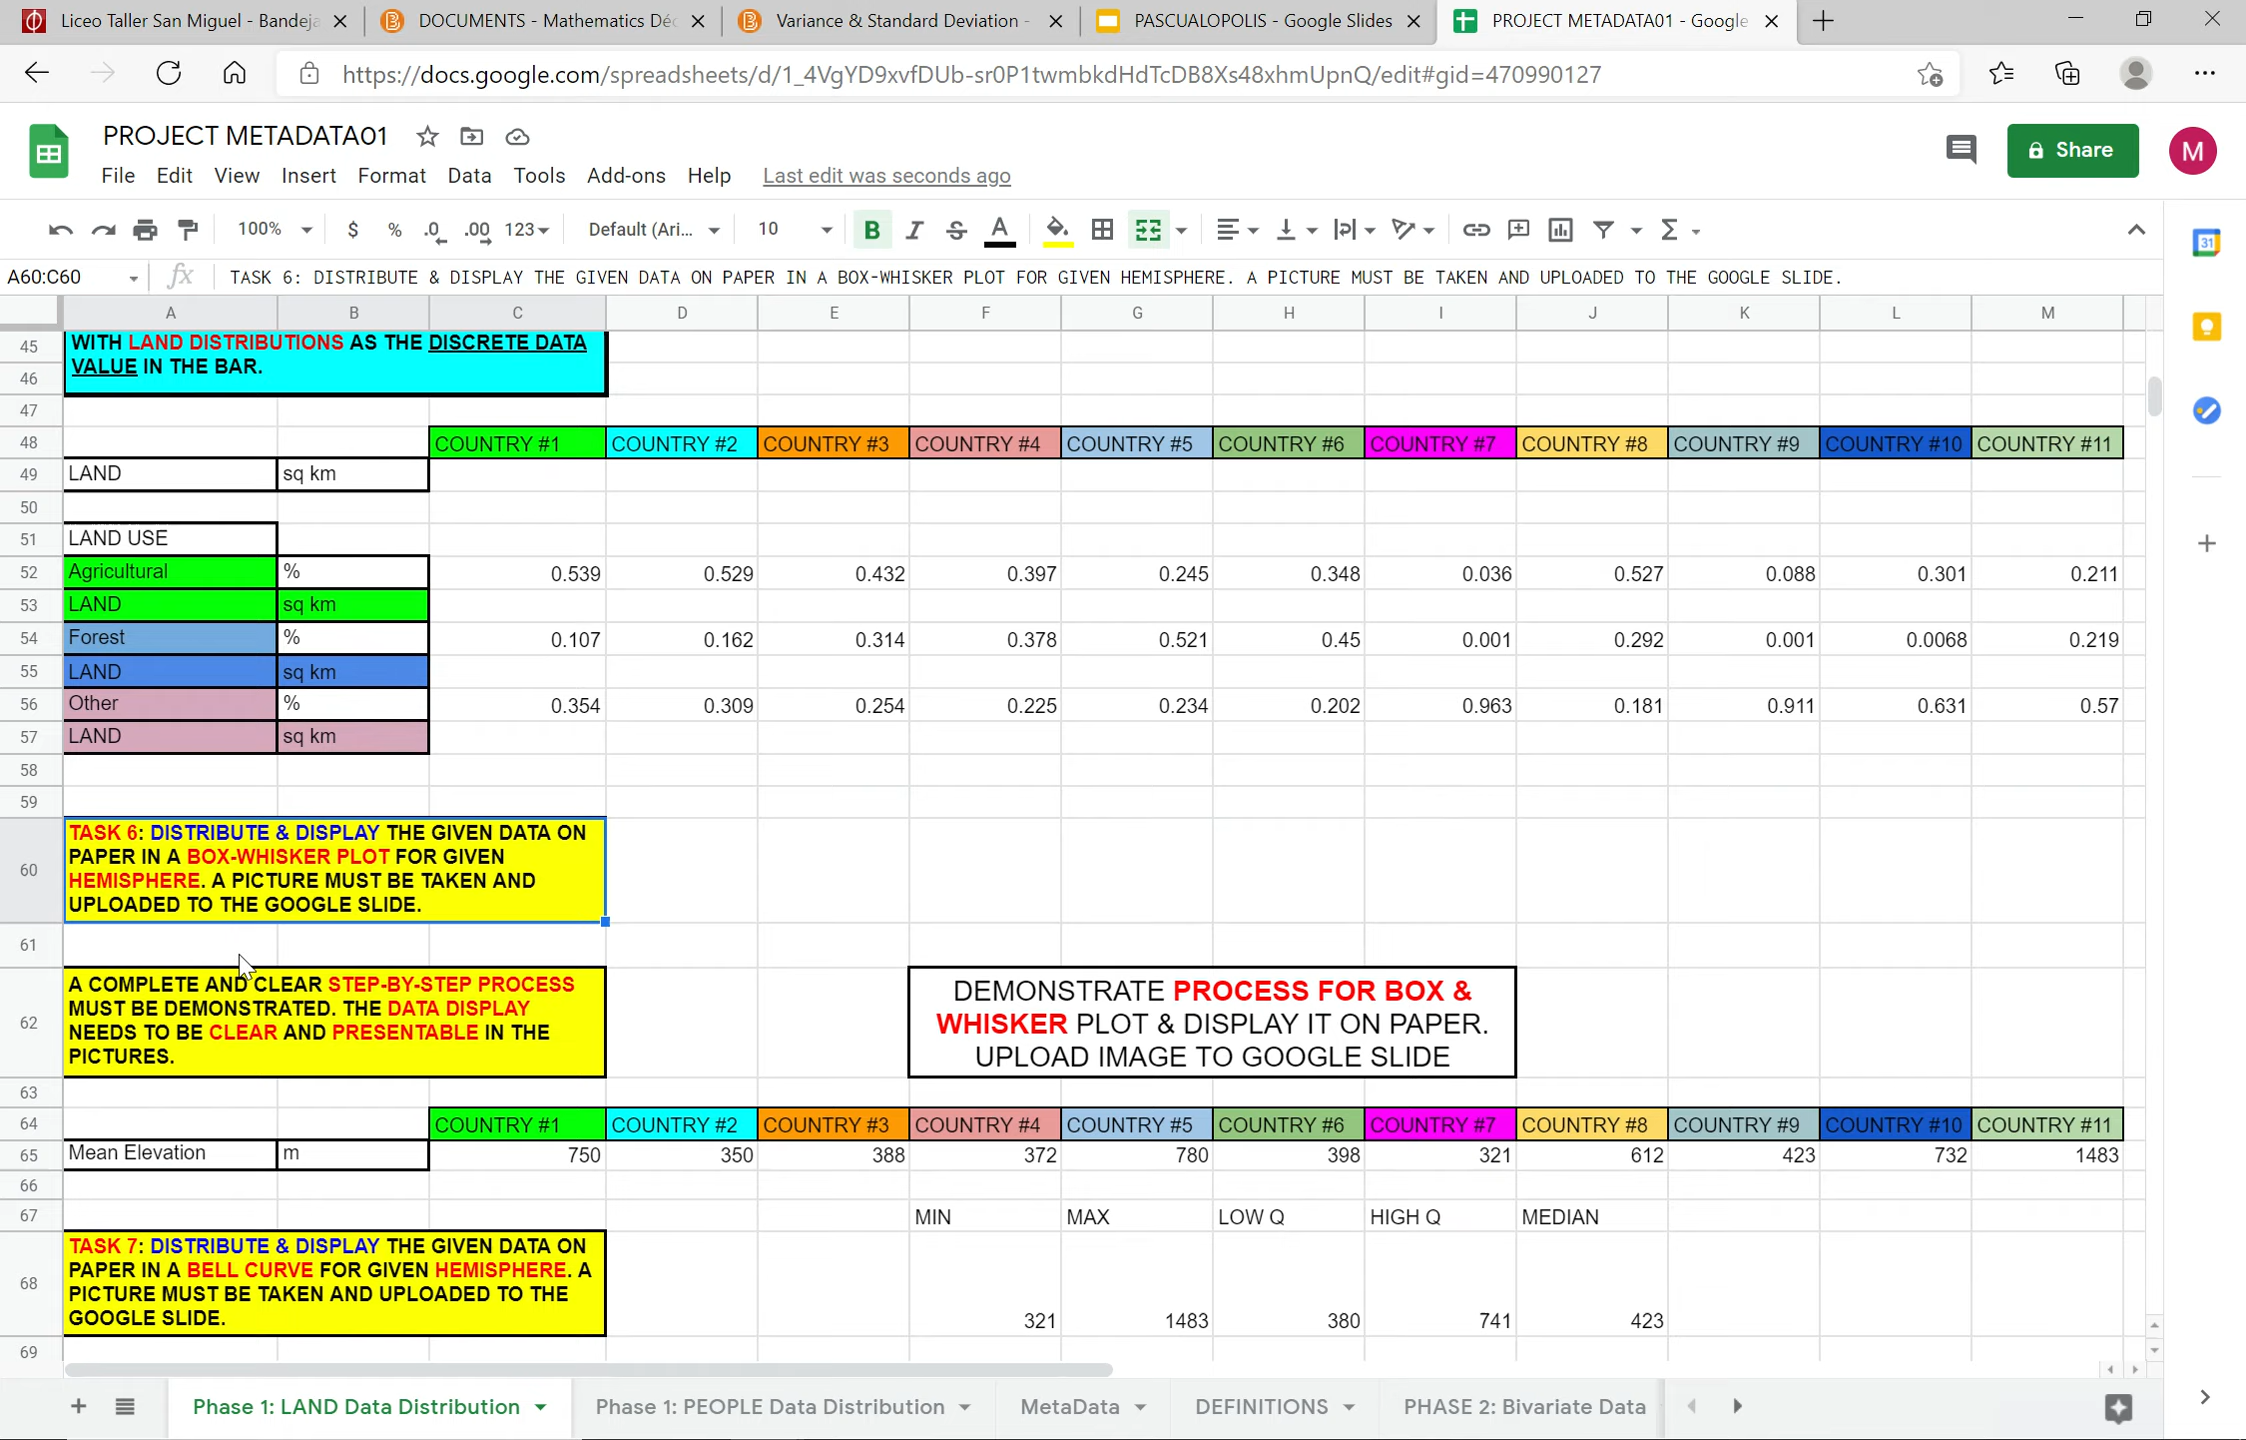 Liceo Taller San Miguel - Bandeja
DOCUMENTS - Mathematics Déc
Variance & Standard Deviation -
PASCUALOPOLIS - Google Slides
PROJECT METADATA01 - Google
https://docs.google.com/spreadsheets/d/1_4VgYD9xvfDUb-sr0P1twmbkdHdTcDB8Xs48xhmUpnQ/edit#gid=470990127
PROJECT METADATA01
Share
M
File Edit View Insert Format Data Tools Add-ons Help Last edit was seconds ago
100% $ % .0 .00 123 Default (Ari... 10 B I S A
31
A60:C60 fx TASK 6: DISTRIBUTE & DISPLAY THE GIVEN DATA ON PAPER IN A BOX-WHISKER PLOT FOR GIVEN HEMISPHERE. A PICTURE MUST BE TAKEN AND UPLOADED TO THE GOOGLE SLIDE.
A B C D E F G H I J K L M
45 WITH LAND DISTRIBUTIONS AS THE DISCRETE DATA
46 VALUE IN THE BAR.
47
48 COUNTRY #1 COUNTRY #2 COUNTRY #3 COUNTRY #4 COUNTRY #5 COUNTRY #6 COUNTRY #7 COUNTRY #8 COUNTRY #9 COUNTRY #10 COUNTRY #11
49 LAND sq km
50
51 LAND USE
52 Agricultural % 0.539 0.529 0.432 0.397 0.245 0.348 0.036 0.527 0.088 0.301 0.211
53 LAND sq km
54 Forest % 0.107 0.162 0.314 0.378 0.521 0.45 0.001 0.292 0.001 0.0068 0.219
55 LAND sq km
56 Other % 0.354 0.309 0.254 0.225 0.234 0.202 0.963 0.181 0.911 0.631 0.57
57 LAND sq km
58
59
60
TASK 6: DISTRIBUTE & DISPLAY THE GIVEN DATA ON
PAPER IN A BOX-WHISKER PLOT FOR GIVEN
HEMISPHERE. A PICTURE MUST BE TAKEN AND
UPLOADED TO THE GOOGLE SLIDE.
61
62
A COMPLETE AND CLEAR STEP-BY-STEP PROCESS
MUST BE DEMONSTRATED. THE DATA DISPLAY
NEEDS TO BE CLEAR AND PRESENTABLE IN THE
PICTURES.
DEMONSTRATE PROCESS FOR BOX &
WHISKER PLOT & DISPLAY IT ON PAPER.
UPLOAD IMAGE TO GOOGLE SLIDE
63
64 COUNTRY #1 COUNTRY #2 COUNTRY #3 COUNTRY #4 COUNTRY #5 COUNTRY #6 COUNTRY #7 COUNTRY #8 COUNTRY #9 COUNTRY #10 COUNTRY #11
65 Mean Elevation m 750 350 388 372 780 398 321 612 423 732 1483
66
67 MIN MAX LOW Q HIGH Q MEDIAN
68
TASK 7: DISTRIBUTE & DISPLAY THE GIVEN DATA ON
PAPER IN A BELL CURVE FOR GIVEN HEMISPHERE. A
PICTURE MUST BE TAKEN AND UPLOADED TO THE
GOOGLE SLIDE.
321 1483 380 741 423
69
Phase 1: LAND Data Distribution Phase 1: PEOPLE Data Distribution MetaData DEFINITIONS PHASE 2: Bivariate Data